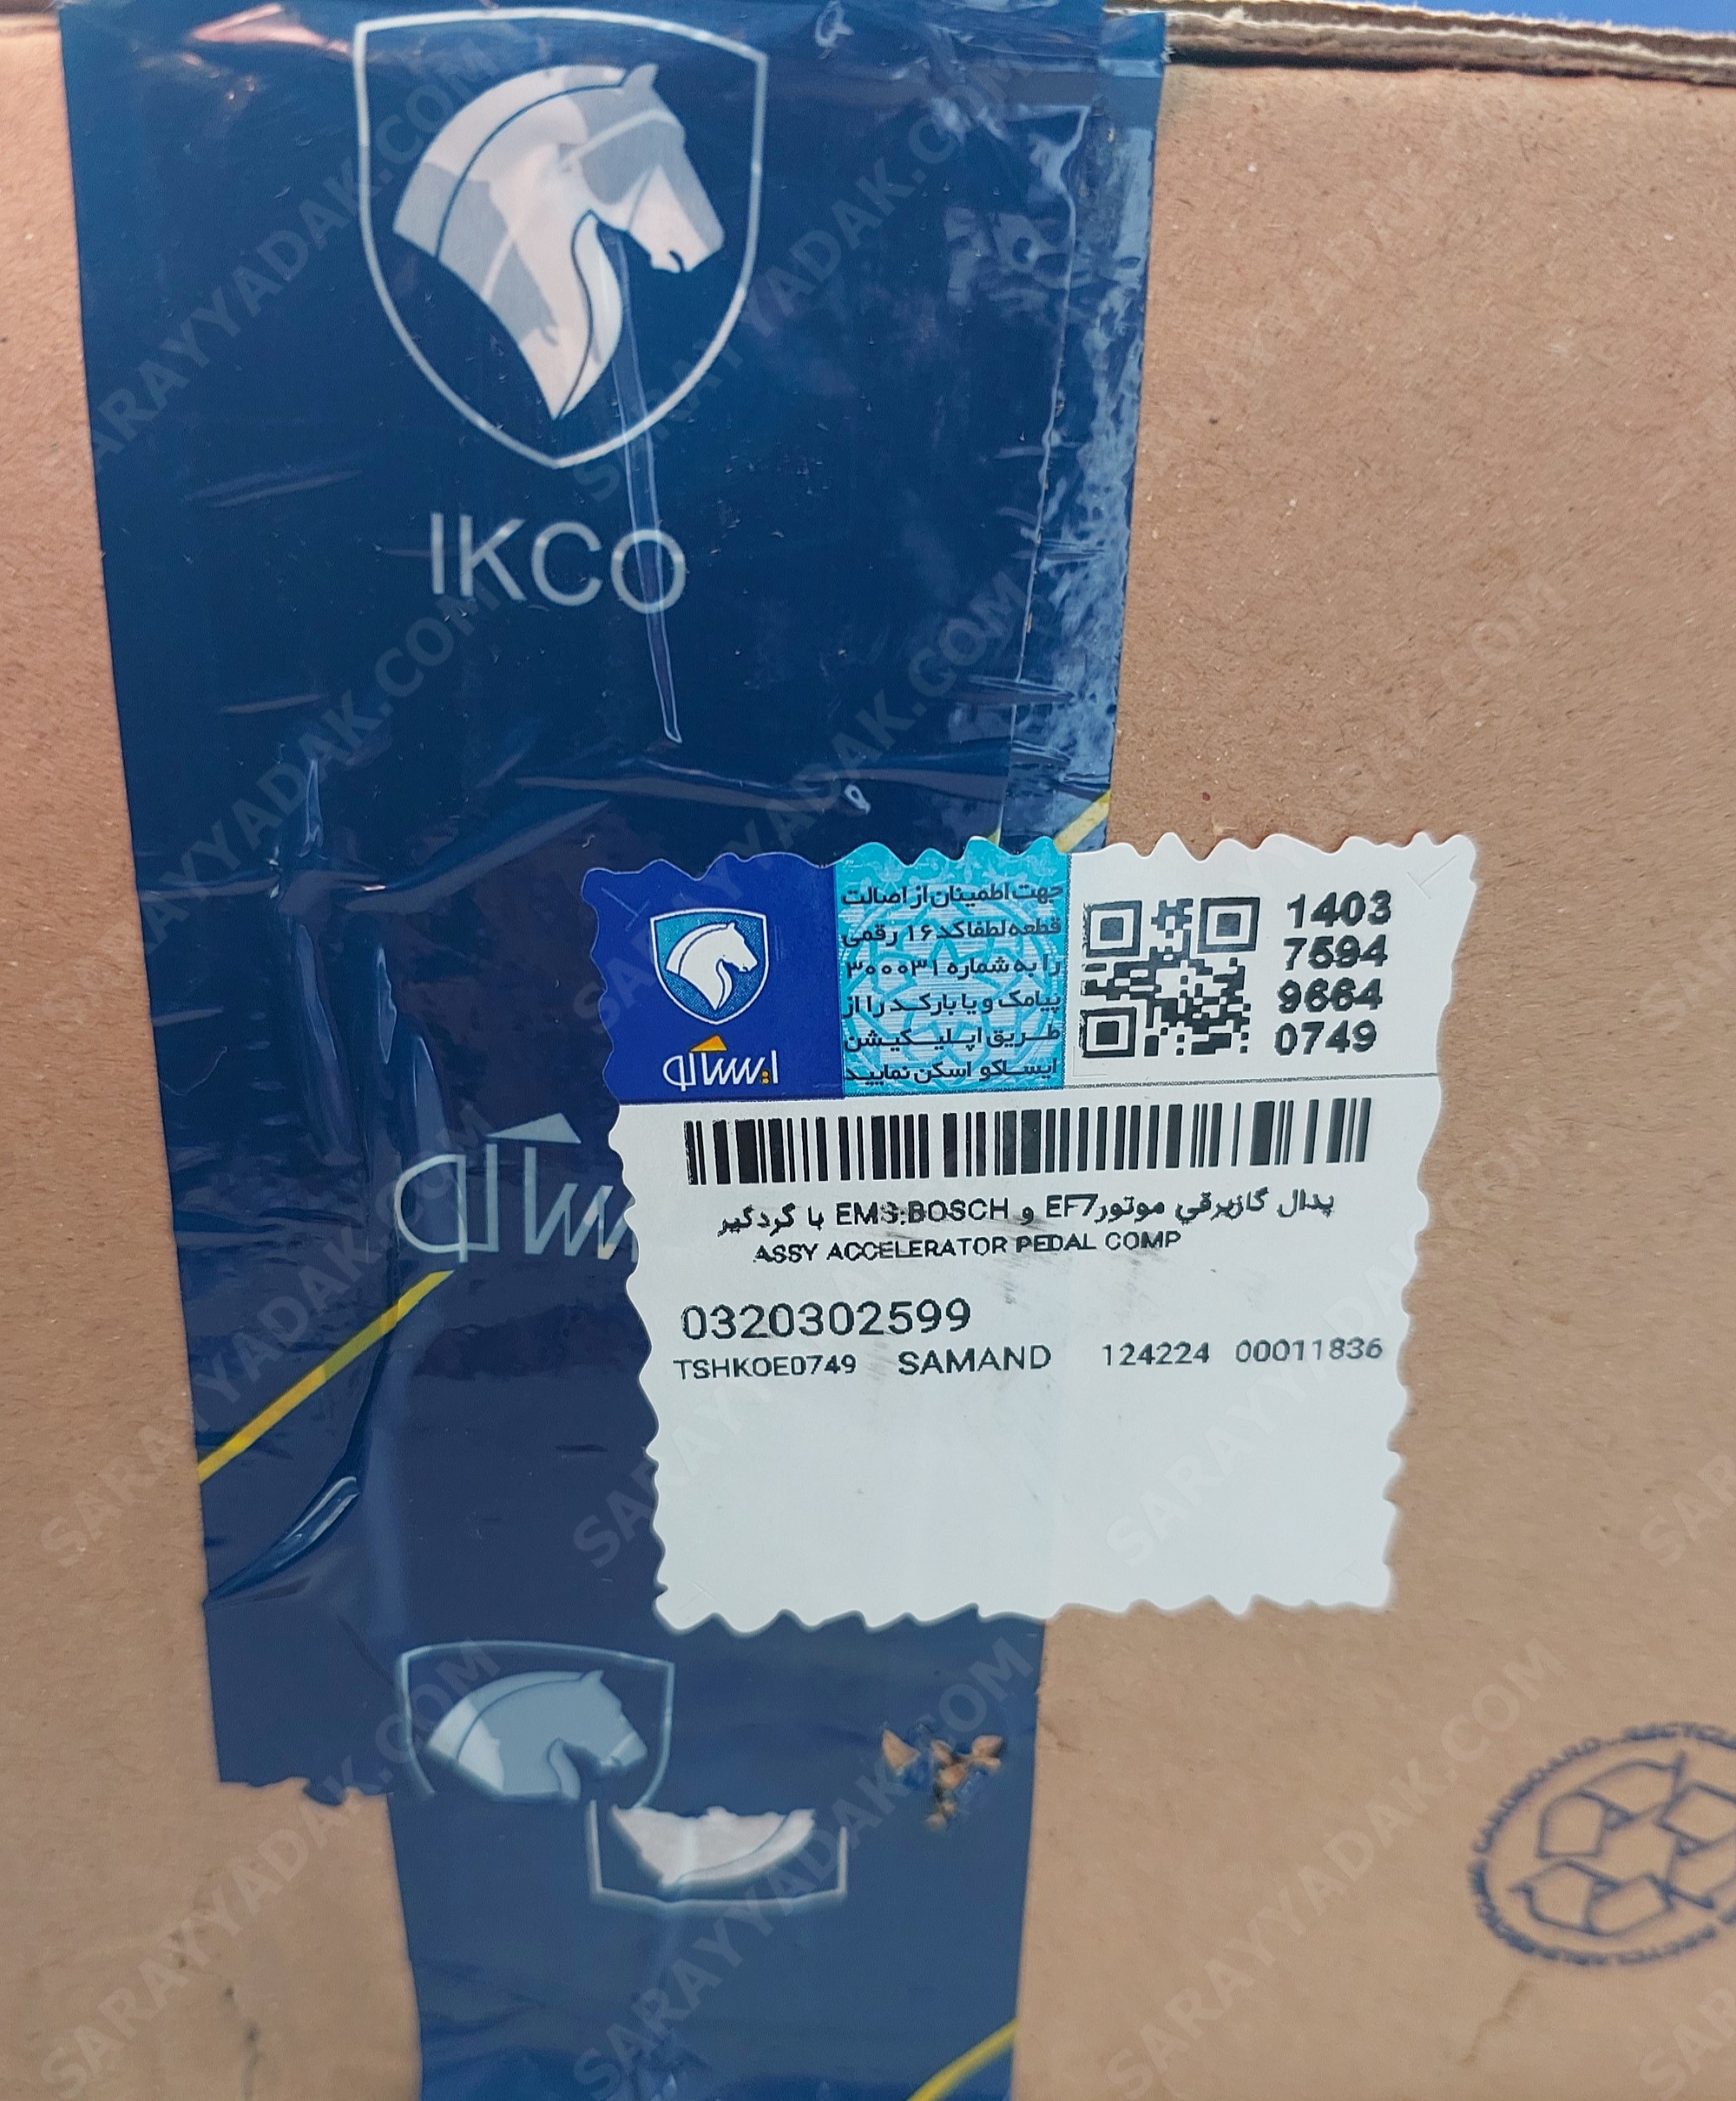 IKCO
جهت اطمینان از اصالت
قطعه لطفا کد ۱۶ رقمی
را به شماره ۳۰۰۰۳۱
پیامک و یا بارکد را از
طریق اپلیکیشن
ایساکو اسکن نمایید
1403
7594
9664
0749
ایساکو
پدال گازبرقي موتورEF7 و EMS:BOSCH با گردگير
ASSY ACCELERATOR PEDAL COMP
0320302599
TSHKOE0749 SAMAND 124224 00011836
SARAYYADAK.COM